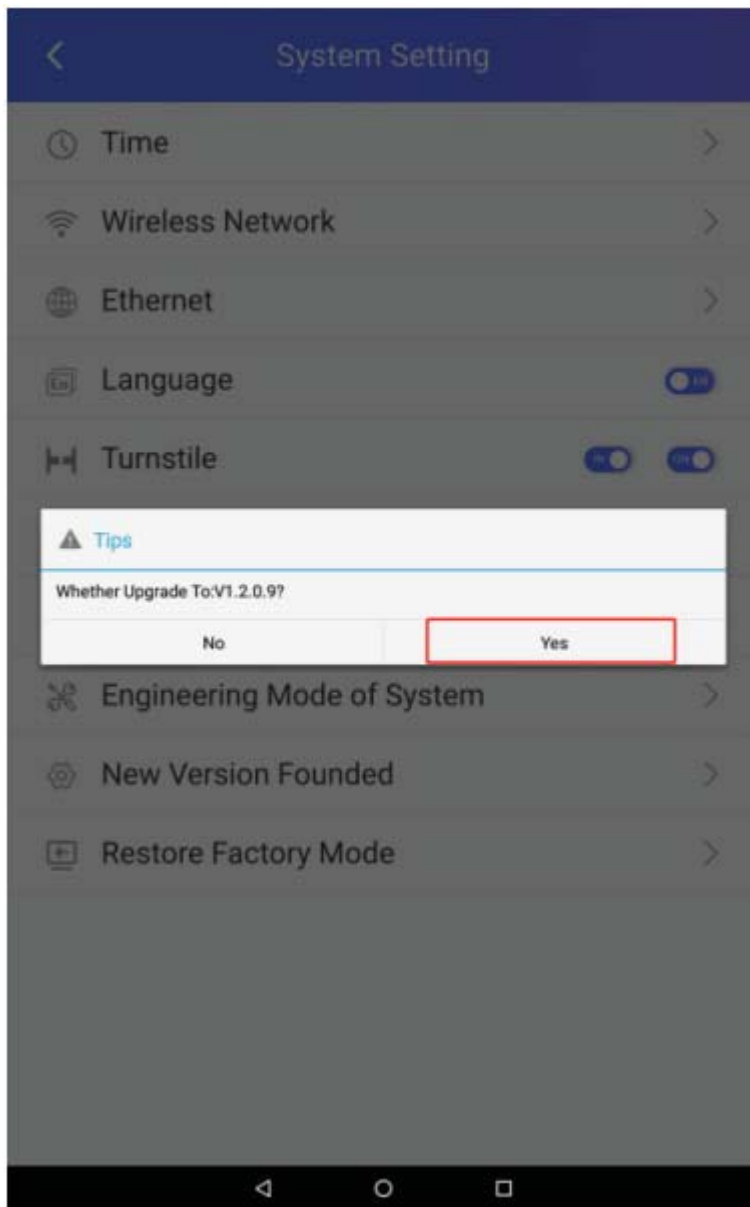 System Setting
Time
Wireless Network
Ethernet
Language
Turnstile
Tips
Whether Upgrade To:V1.2.0.9?
No Yes
Engineering Mode of System
New Version Founded
Restore Factory Mode